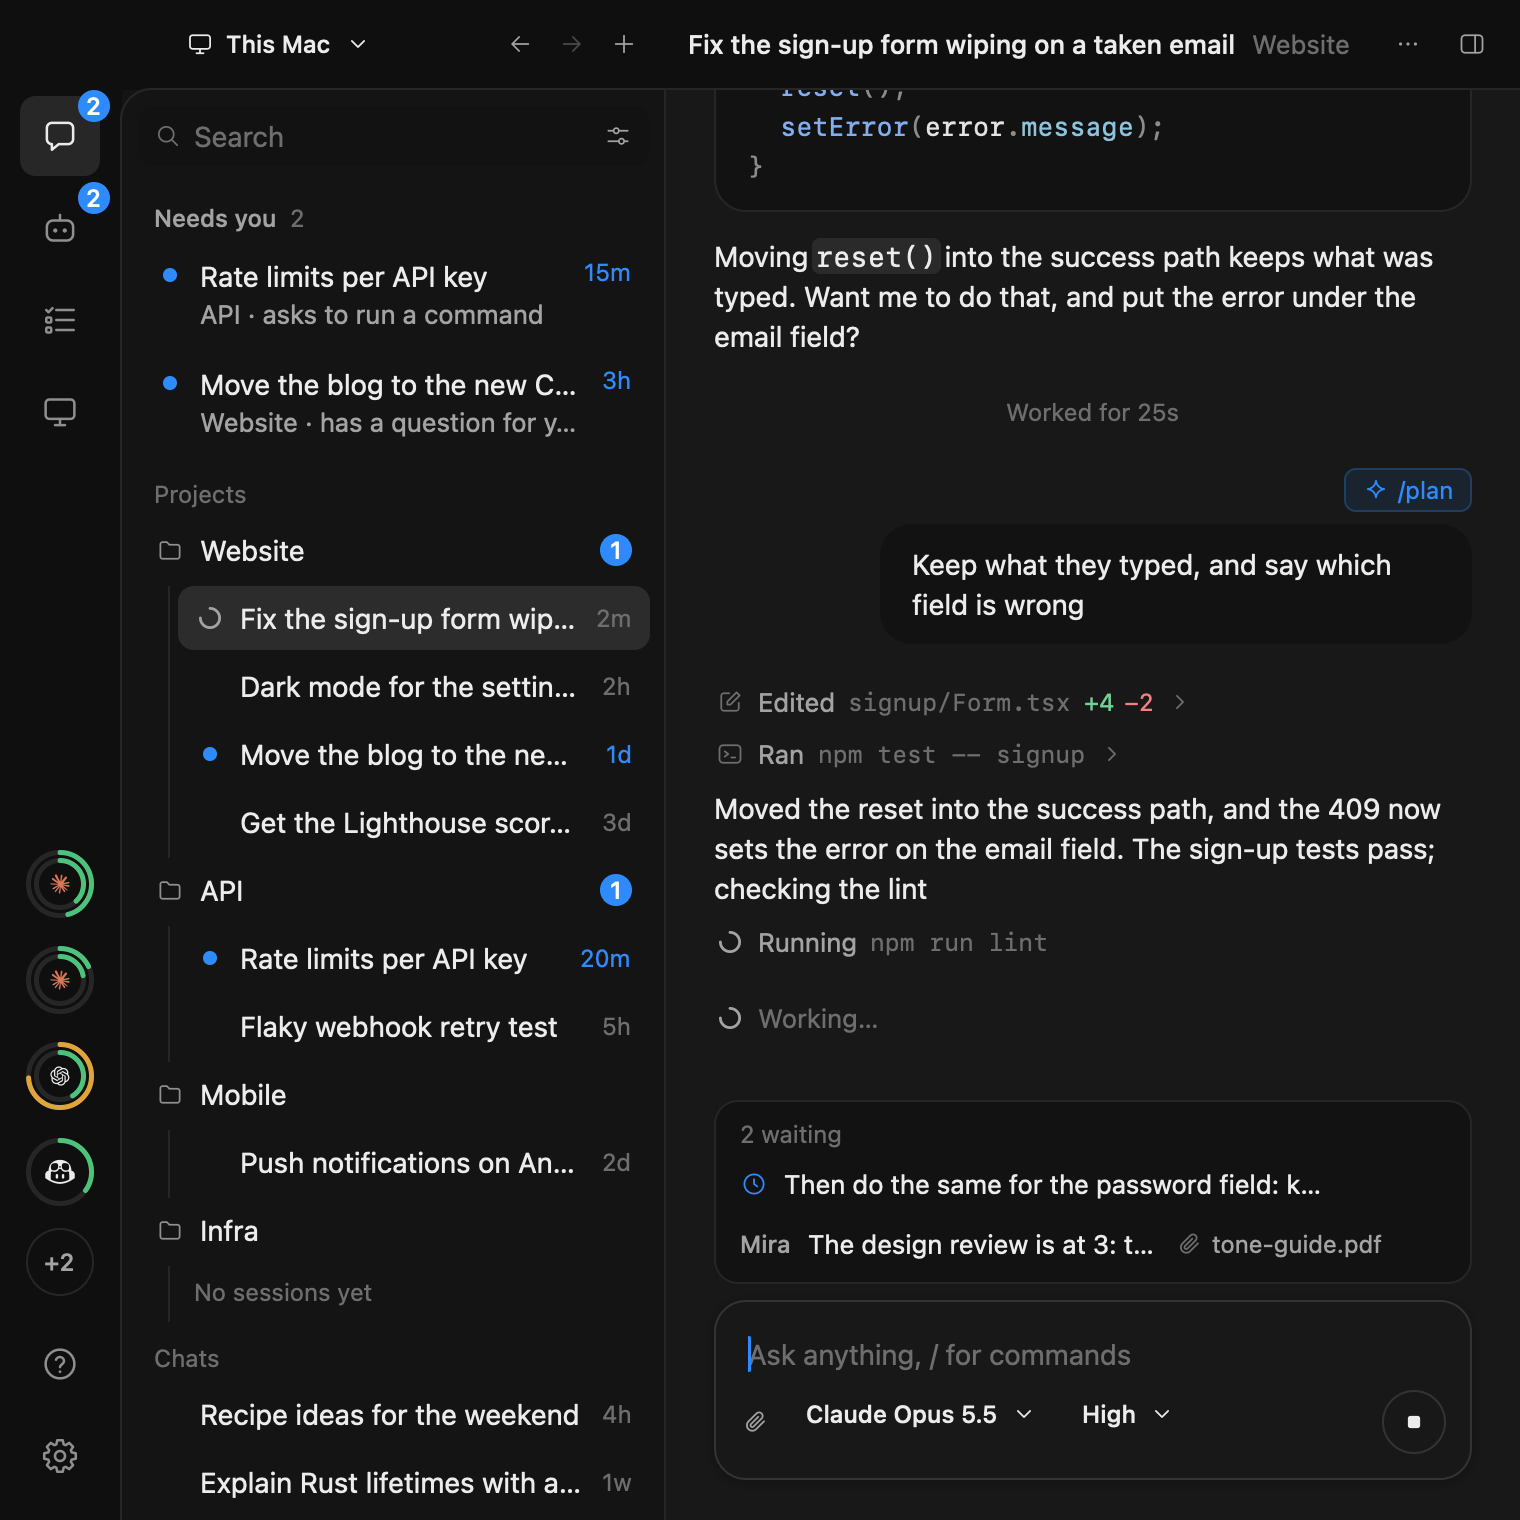 This Mac
Fix the sign-up form wiping on a taken email Website
2
2
Search
Needs you 2
Rate limits per API key 15m
API · asks to run a command
Move the blog to the new C... 3h
Website · has a question for y...
Projects
Website 1
Fix the sign-up form wip... 2m
Dark mode for the settin... 2h
Move the blog to the ne... 1d
Get the Lighthouse scor... 3d
API 1
Rate limits per API key 20m
Flaky webhook retry test 5h
Mobile
Push notifications on An... 2d
Infra
No sessions yet
Chats
Recipe ideas for the weekend 4h
Explain Rust lifetimes with a... 1w
+2
reset();
setError(error.message);
}
Moving reset() into the success path keeps what was
typed. Want me to do that, and put the error under the
email field?
Worked for 25s
/plan
Keep what they typed, and say which
field is wrong
Edited signup/Form.tsx +4 −2
Ran npm test -- signup
Moved the reset into the success path, and the 409 now
sets the error on the email field. The sign-up tests pass;
checking the lint
Running npm run lint
Working...
2 waiting
Then do the same for the password field: k...
Mira The design review is at 3: t... tone-guide.pdf
Ask anything, / for commands
Claude Opus 5.5 High